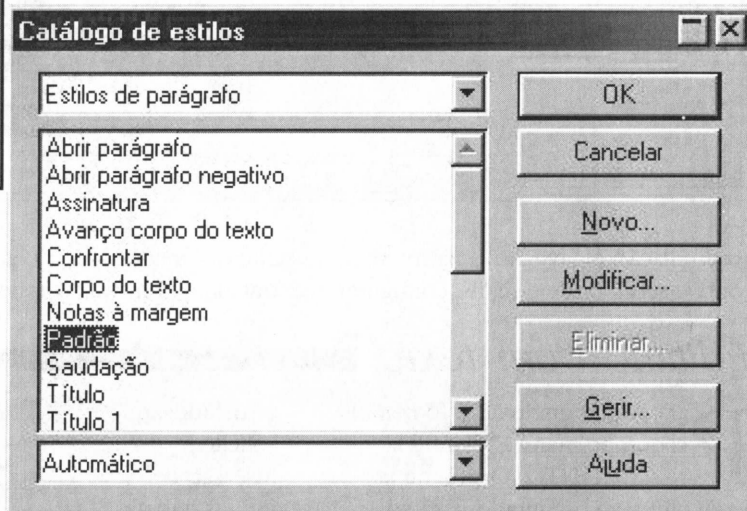 Catálogo de estilos
Estilos de parágrafo
Abrir parágrafo
Abrir parágrafo negativo
Assinatura
Avanço corpo do texto
Confrontar
Corpo do texto
Notas à margem
Padrão
Saudação
Título
Título 1
Automático
OK
Cancelar
Novo...
Modificar...
Eliminar...
Gerir...
Ajuda